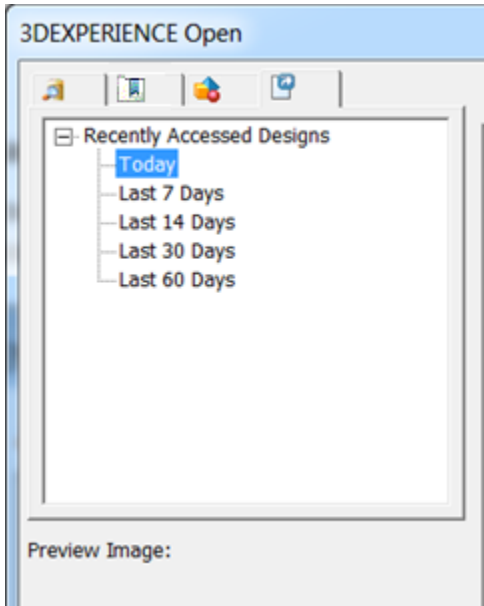 3DEXPERIENCE Open
Recently Accessed Designs
Today
Last 7 Days
Last 14 Days
Last 30 Days
Last 60 Days
Preview Image: